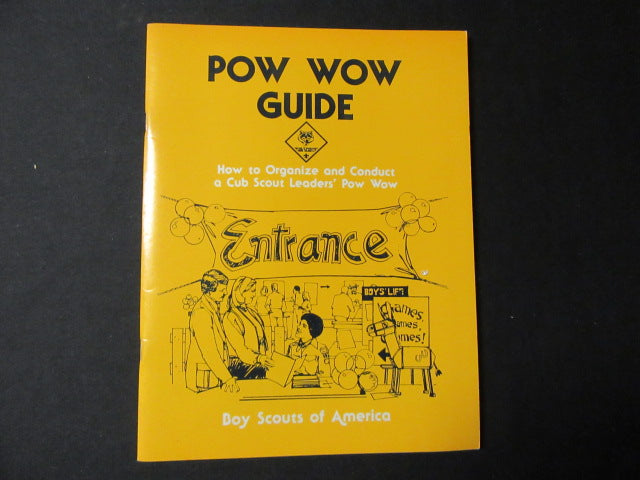 POW WOW
GUIDE
How to Organize and Conduct
a Cub Scout Leaders' Pow Wow
Entrance
BOYS' LIFE
Games,
Games,
Games!
Boy Scouts of America